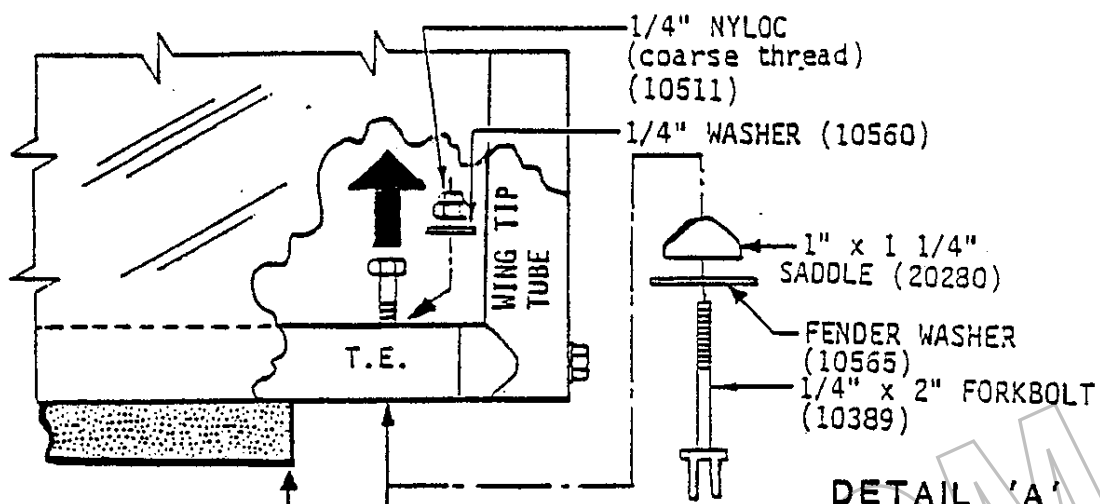 1/4" NYLOC
(coarse thread)
(10511)
1/4" WASHER (10560)
WING TIP
TUBE
1" x 1 1/4"
SADDLE (20280)
T.E.
FENDER WASHER
(10565)
1/4" x 2" FORKBOLT
(10389)
DETAIL 'A'